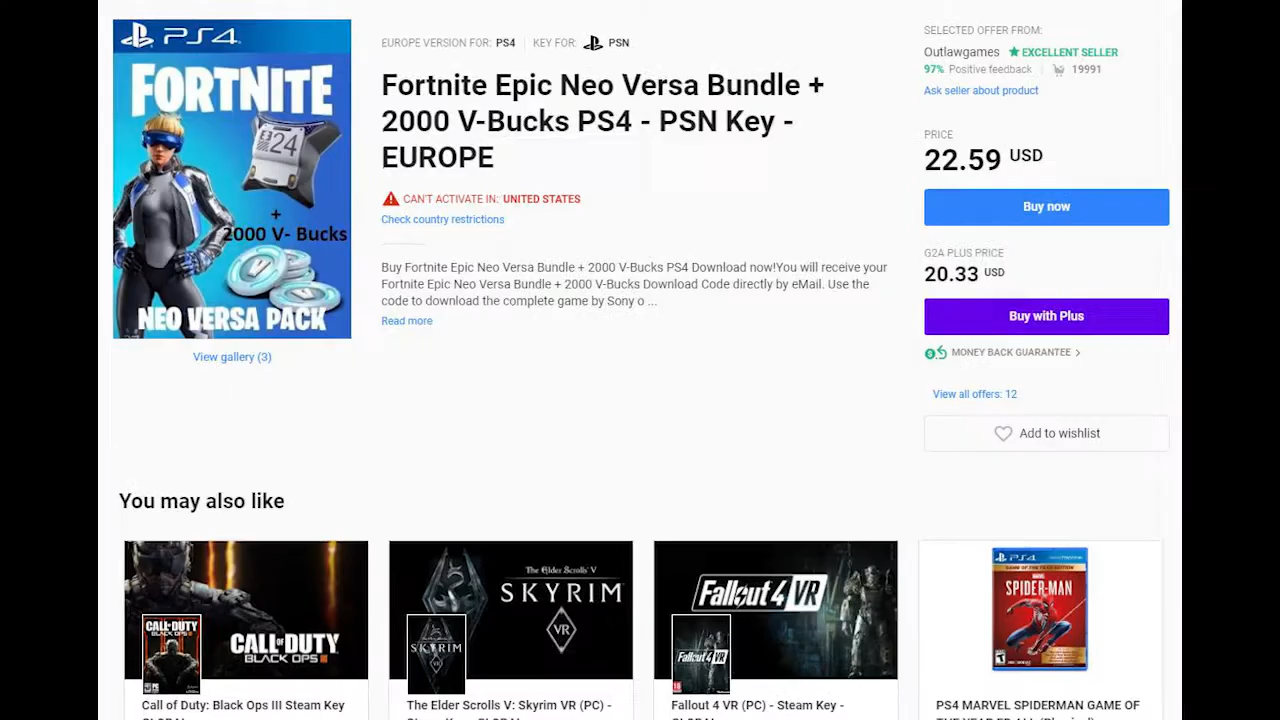 PS4
FORTNITE
24
+
2000 V- Bucks
NEO VERSA PACK
View gallery (3)
EUROPE VERSION FOR: PS4 KEY FOR: PSN
Fortnite Epic Neo Versa Bundle +
2000 V-Bucks PS4 - PSN Key -
EUROPE
CAN'T ACTIVATE IN: UNITED STATES
Check country restrictions
Buy Fortnite Epic Neo Versa Bundle + 2000 V-Bucks PS4 Download now!You will receive your
Fortnite Epic Neo Versa Bundle + 2000 V-Bucks Download Code directly by eMail. Use the
code to download the complete game by Sony o ...
Read more
SELECTED OFFER FROM:
Outlawgames EXCELLENT SELLER
97% Positive feedback 19991
Ask seller about product
PRICE
22.59 USD
Buy now
G2A PLUS PRICE
20.33 USD
Buy with Plus
MONEY BACK GUARANTEE >
View all offers: 12
Add to wishlist
You may also like
CALL OF DUTY
BLACK OPS III
CALL OF DUTY
BLACK OPS III
Call of Duty: Black Ops III Steam Key
The Elder Scrolls V
SKYRIM
VR
SKYRIM
VR
The Elder Scrolls V: Skyrim VR (PC) -
Fallout 4 VR
Fallout 4 VR
18
Fallout 4 VR (PC) - Steam Key -
PS4
GAME OF THE YEAR EDITION
MARVEL
SPIDER-MAN
PS4 MARVEL SPIDERMAN GAME OF